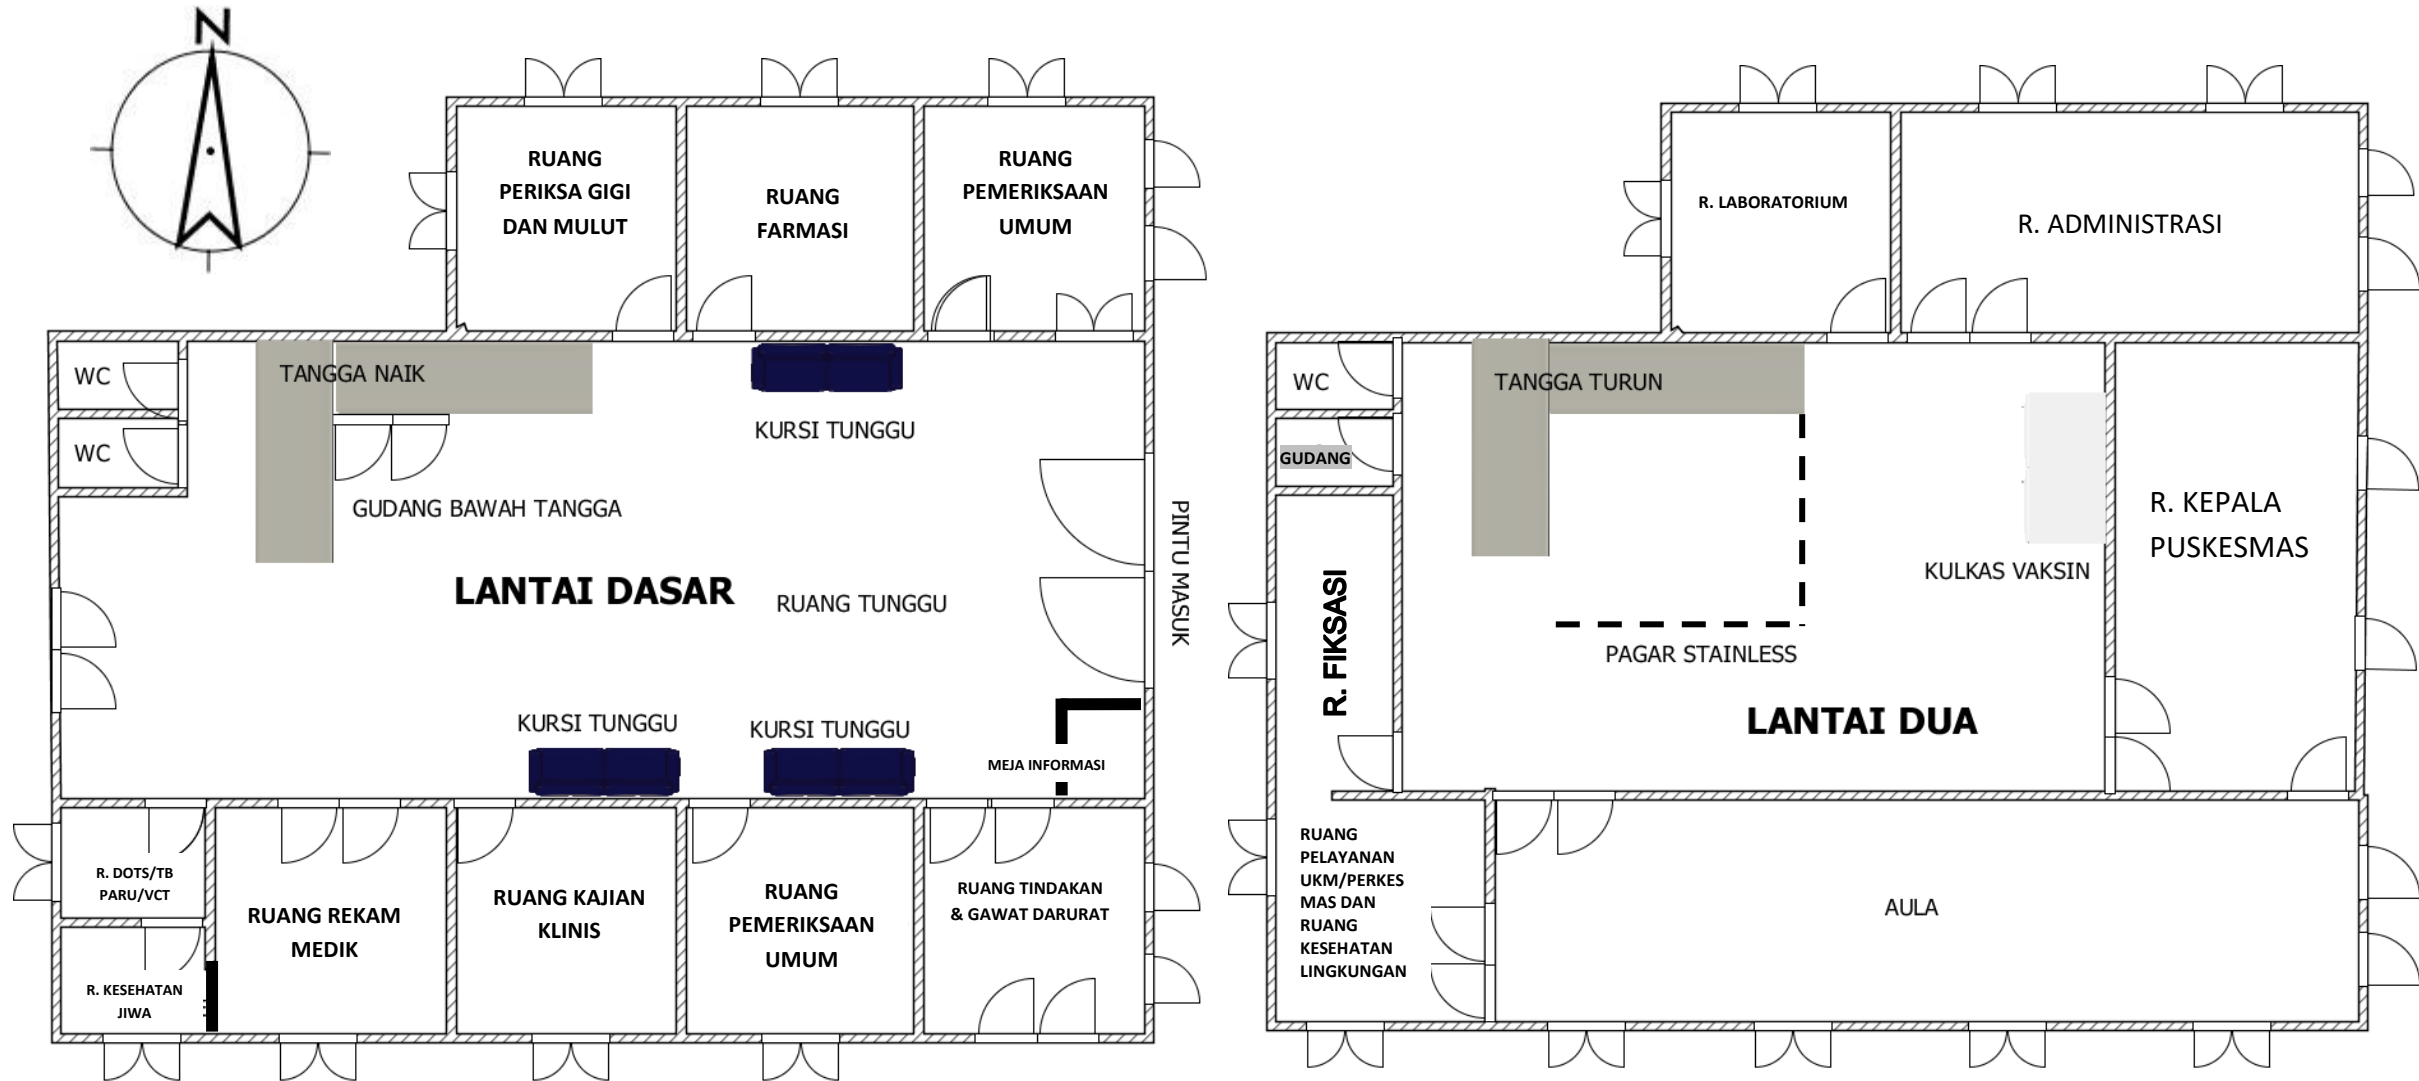 N
RUANG
PERIKSA GIGI
DAN MULUT
RUANG
FARMASI
RUANG
PEMERIKSAAN
UMUM
WC
WC
TANGGA NAIK
KURSI TUNGGU
GUDANG BAWAH TANGGA
LANTAI DASAR
RUANG TUNGGU
PINTU MASUK
KURSI TUNGGU
KURSI TUNGGU
MEJA INFORMASI
R. DOTS/TB
PARU/VCT
R. KESEHATAN
JIWA
RUANG REKAM
MEDIK
RUANG KAJIAN
KLINIS
RUANG
PEMERIKSAAN
UMUM
RUANG TINDAKAN
& GAWAT DARURAT
R. LABORATORIUM
R. ADMINISTRASI
WC
GUDANG
TANGGA TURUN
KULKAS VAKSIN
R. KEPALA
PUSKESMAS
R. FIKSASI
PAGAR STAINLESS
LANTAI DUA
RUANG
PELAYANAN
UKM/PERKES
MAS DAN
RUANG
KESEHATAN
LINGKUNGAN
AULA